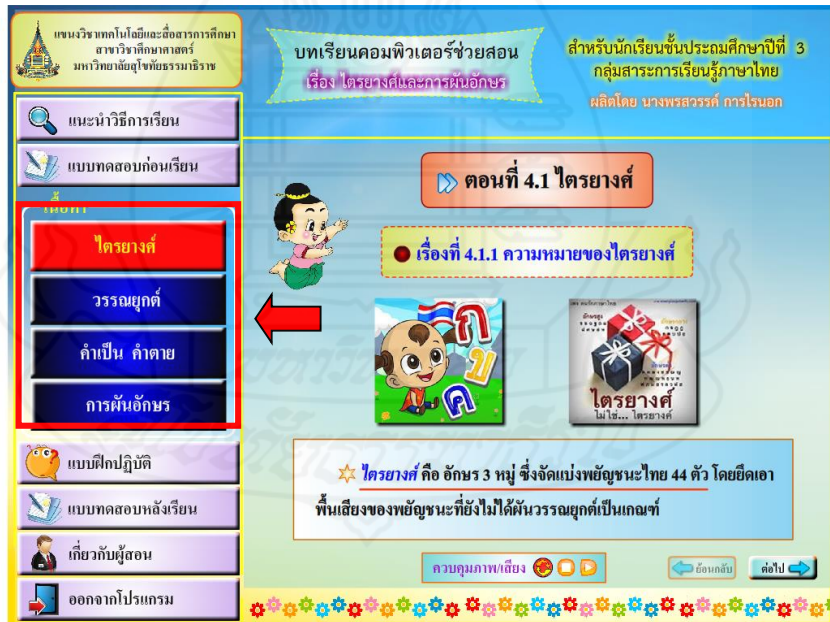 แขนงวิชาเทคโนโลยีและสื่อสารการศึกษา
สาขาวิชาศึกษาศาสตร์
มหาวิทยาลัยสุโขทัยธรรมาธิราช
บทเรียนคอมพิวเตอร์ช่วยสอน
เรื่อง ไตรยางศ์และการผันอักษร
สำหรับนักเรียนชั้นประถมศึกษาปีที่ 3
กลุ่มสาระการเรียนรู้ภาษาไทย
ผลิตโดย นางพรสวรรค์ การไรนอก
แนะนำวิธีการเรียน
แบบทดสอบก่อนเรียน
เนื้อหา
ไตรยางศ์
วรรณยุกต์
คำเป็น คำตาย
การผันอักษร
แบบฝึกปฏิบัติ
แบบทดสอบหลังเรียน
เกี่ยวกับผู้สอน
ออกจากโปรแกรม
ตอนที่ 4.1 ไตรยางศ์
เรื่องที่ 4.1.1 ความหมายของไตรยางศ์
ก
ข
ค
ไตรยางศ์
ไม่ใช่... ไตรยางค์
ไตรยางศ์ คือ อักษร 3 หมู่ ซึ่งจัดแบ่งพยัญชนะไทย 44 ตัว โดยยึดเอา
พื้นเสียงของพยัญชนะที่ยังไม่ได้ผันวรรณยุกต์เป็นเกณฑ์
ควบคุมภาพ/เสียง
ย้อนกลับ
ต่อไป